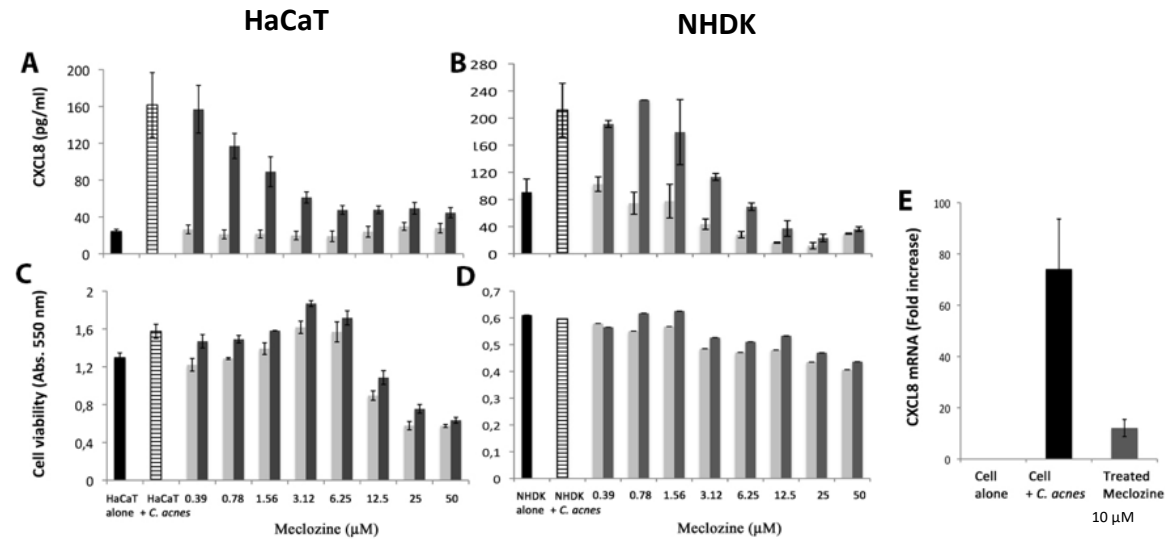 HaCaT
NHDK
A
CXCL8 (pg/ml)
200
160
120
80
40
0
B
280
240
200
160
120
80
40
0
C
Cell viability (Abs. 550 nm)
2
1,6
1,2
0,8
0,4
0
HaCaT HaCaT 0.39 0.78 1.56 3.12 6.25 12.5 25 50
alone + C. acnes
Meclozine (µM)
D
0,7
0,6
0,5
0,4
0,3
0,2
0,1
0
NHDK NHDK 0.39 0.78 1.56 3.12 6.25 12.5 25 50
alone + C. acnes
Meclozine (µM)
E
CXCL8 mRNA (Fold increase)
100
80
60
40
20
0
Cell Cell Treated
alone + C. acnes Meclozine
10 µM